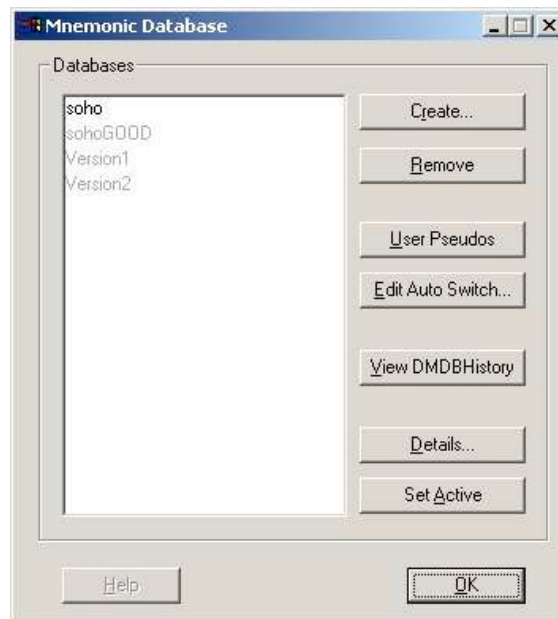 Mnemonic Database
Databases
soho
sohoGOOD
Version1
Version2
Create...
Remove
User Pseudos
Edit Auto Switch...
View DMDBHistory
Details...
Set Active
Help
OK